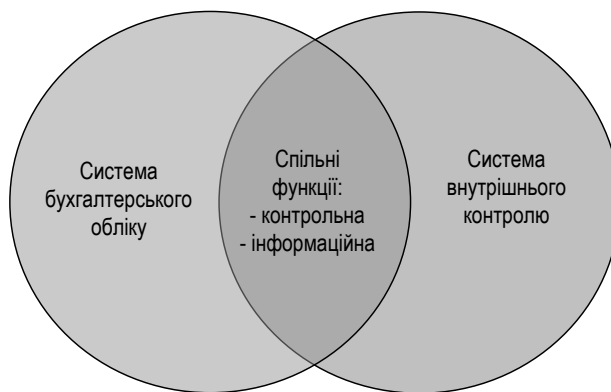 Система
бухгалтерського
обліку
Спільні
функції:
- контрольна
- інформаційна
Система
внутрішнього
контролю